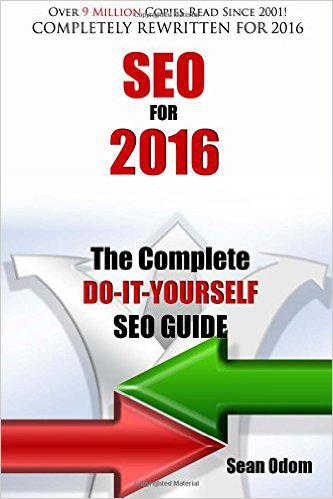 Over 9 Million Copies Read Since 2001!
COMPLETELY REWRITTEN FOR 2016
SEO
FOR
2016
The Complete
DO-IT-YOURSELF
SEO GUIDE
Sean Odom